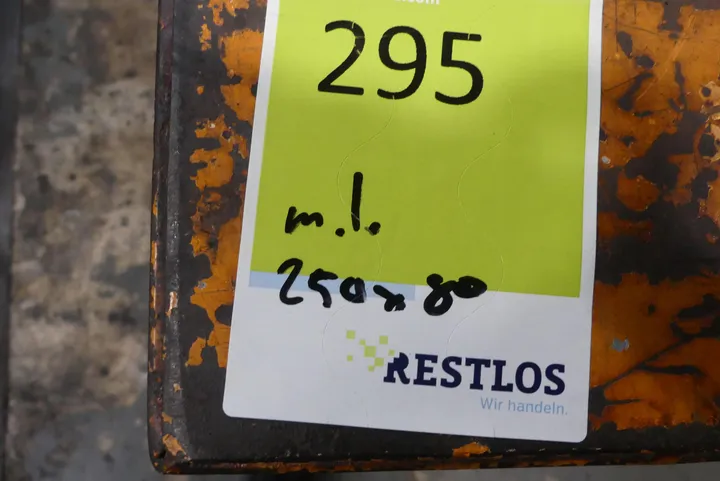 295
m.l.
250x80
RESTLOS
Wir handeln.